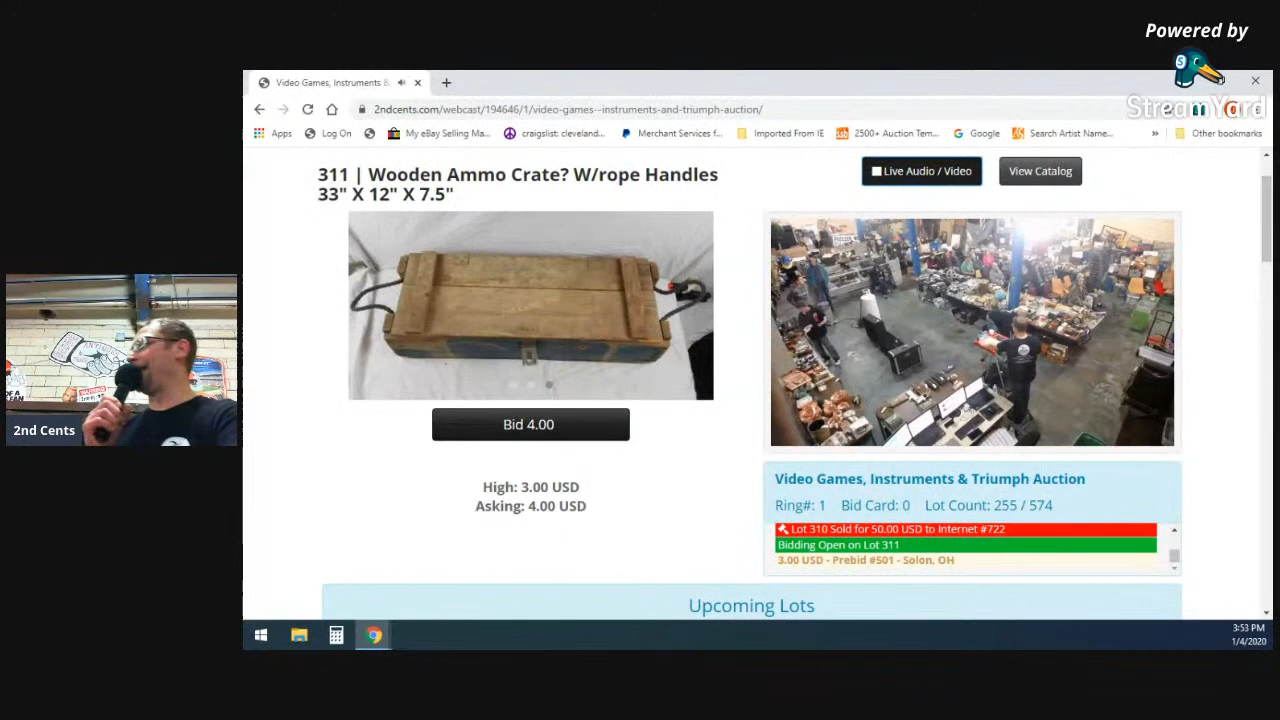 Powered by
StreamYard
Video Games, Instruments &
2ndcents.com/webcast/194646/1/video-games--instruments-and-triumph-auction/
Apps
Log On
My eBay Selling Ma...
craigslist: cleveland...
Merchant Services f...
Imported From IE
2500+ Auction Tem...
Google
Search Artist Name...
»
Other bookmarks
311 | Wooden Ammo Crate? W/rope Handles
33" X 12" X 7.5"
Live Audio / Video
View Catalog
Bid 4.00
High: 3.00 USD
Asking: 4.00 USD
2nd Cents
Video Games, Instruments & Triumph Auction
Ring#: 1 Bid Card: 0 Lot Count: 255 / 574
Lot 310 Sold for 50.00 USD to Internet #722
Bidding Open on Lot 311
3.00 USD - Prebid #501 - Solon, OH
Upcoming Lots
3:53 PM
1/4/2020